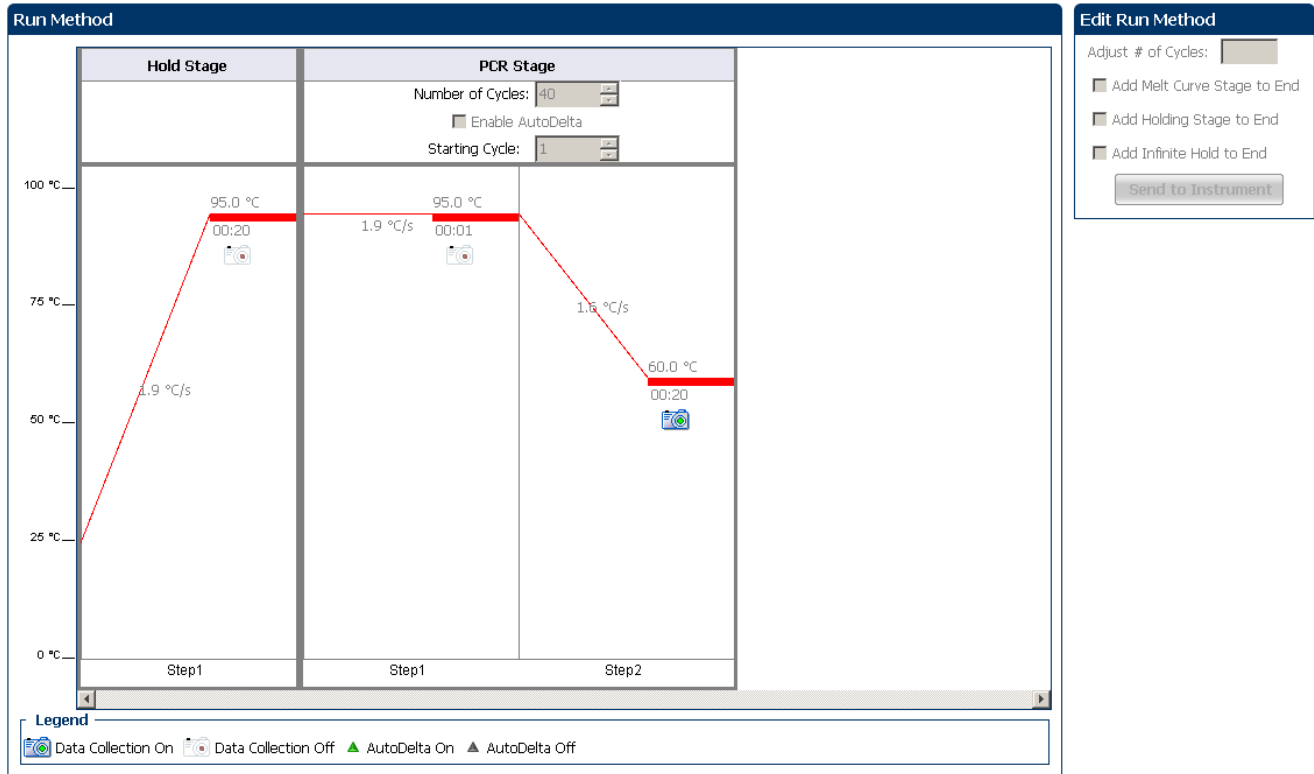 Run Method
Edit Run Method
Hold Stage
PCR Stage
Number of Cycles: 40
Enable AutoDelta
Starting Cycle: 1
Adjust # of Cycles:
Add Melt Curve Stage to End
Add Holding Stage to End
Add Infinite Hold to End
Send to Instrument
100 °C
75 °C
50 °C
25 °C
0 °C
95.0 °C
00:20
1.9 °C/s
95.0 °C
1.9 °C/s
00:01
1.6 °C/s
60.0 °C
00:20
Step1
Step1
Step2
Legend
Data Collection On Data Collection Off AutoDelta On AutoDelta Off